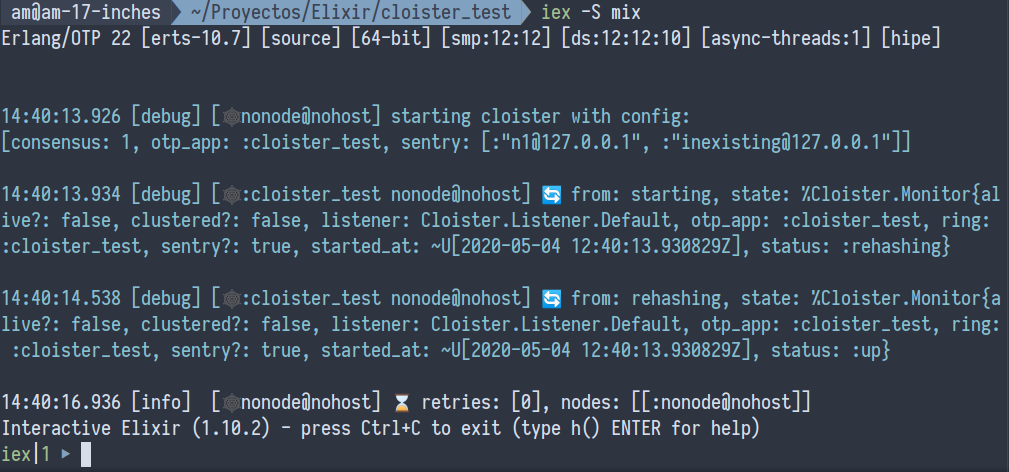 am@am-17-inches ~/Proyectos/Elixir/cloister_test iex -S mix
Erlang/OTP 22 [erts-10.7] [source] [64-bit] [smp:12:12] [ds:12:12:10] [async-threads:1] [hipe]
14:40:13.926 [debug] [🕸nonode@nohost] starting cloister with config:
[consensus: 1, otp_app: :cloister_test, sentry: [:"n1@127.0.0.1", :"inexisting@127.0.0.1"]]
14:40:13.934 [debug] [🕸:cloister_test nonode@nohost] 🔄 from: starting, state: %Cloister.Monitor{al
ive?: false, clustered?: false, listener: Cloister.Listener.Default, otp_app: :cloister_test, ring:
:cloister_test, sentry?: true, started_at: ~U[2020-05-04 12:40:13.930829Z], status: :rehashing}
14:40:14.538 [debug] [🕸:cloister_test nonode@nohost] 🔄 from: rehashing, state: %Cloister.Monitor{a
live?: false, clustered?: false, listener: Cloister.Listener.Default, otp_app: :cloister_test, ring:
:cloister_test, sentry?: true, started_at: ~U[2020-05-04 12:40:13.930829Z], status: :up}
14:40:16.936 [info] [🕸nonode@nohost] ⏳ retries: [0], nodes: [[:nonode@nohost]]
Interactive Elixir (1.10.2) - press Ctrl+C to exit (type h() ENTER for help)
iex|1 ▸